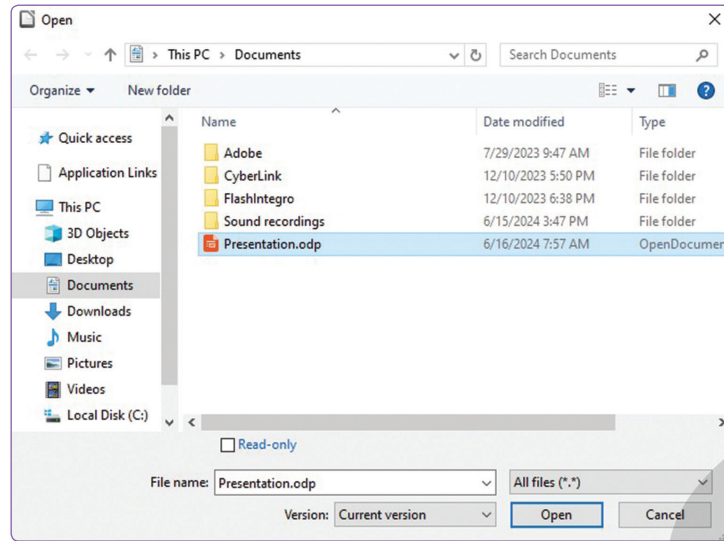 Open
This PC > Documents
Search Documents
Organize
New folder
Name
Date modified
Type
Quick access
Application Links
This PC
3D Objects
Desktop
Documents
Downloads
Music
Pictures
Videos
Local Disk (C:)
Adobe 7/29/2023 9:47 AM File folder
CyberLink 12/10/2023 5:50 PM File folder
FlashIntegro 12/10/2023 6:38 PM File folder
Sound recordings 6/15/2024 3:47 PM File folder
Presentation.odp 6/16/2024 7:57 AM OpenDocumen
Read-only
File name: Presentation.odp All files (*.*)
Version: Current version Open Cancel